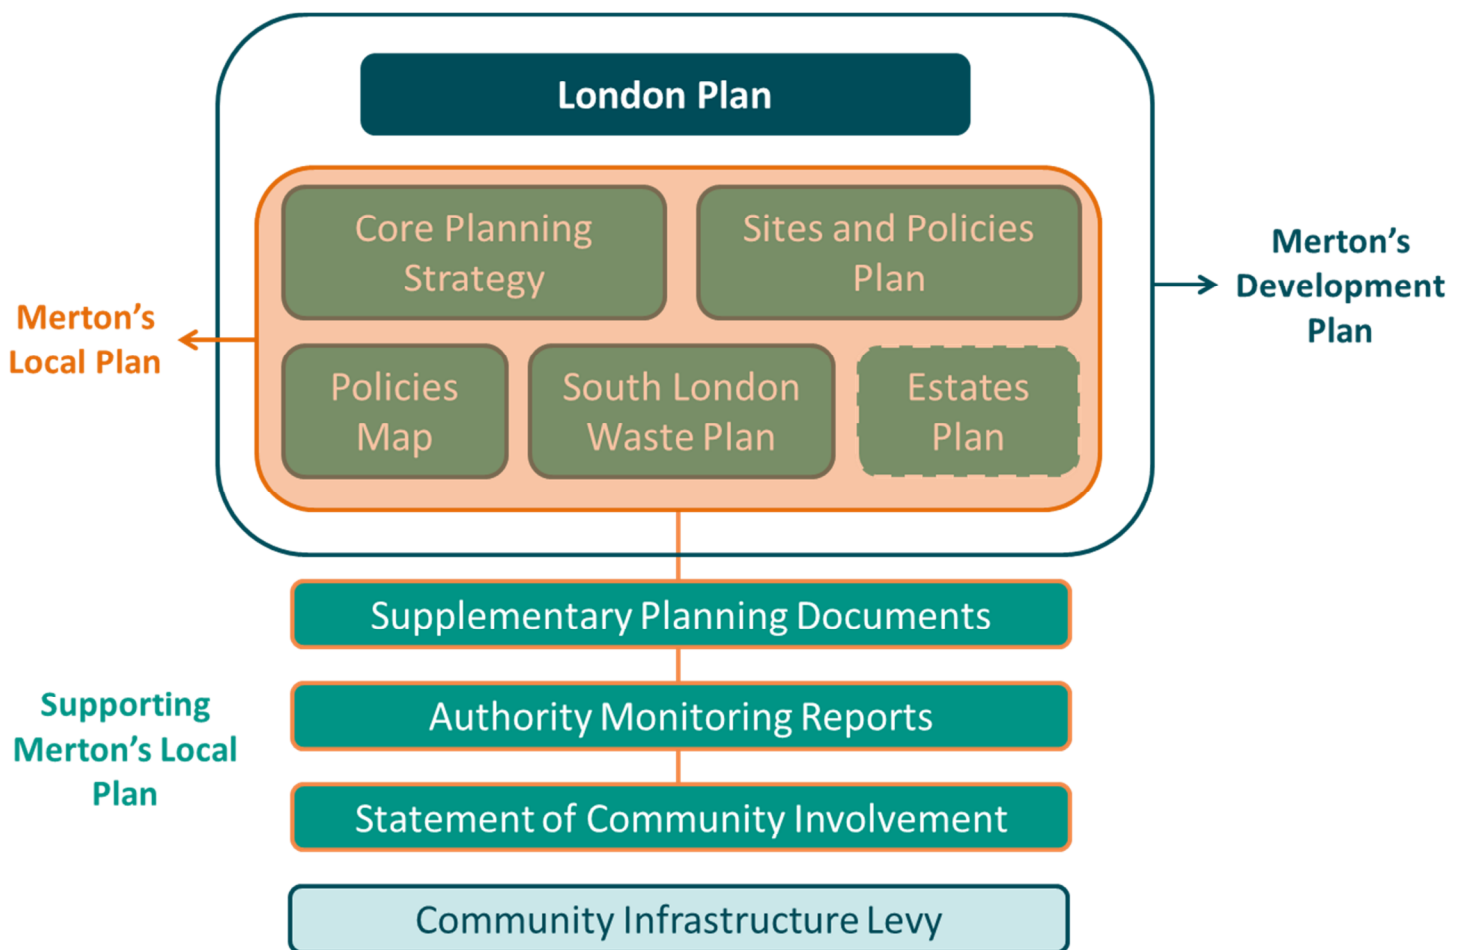 London Plan
Core Planning
Strategy
Sites and Policies
Plan
Merton's
Development
Plan
Merton's
Local Plan
Policies
Map
South London
Waste Plan
Estates
Plan
Supplementary Planning Documents
Supporting
Merton's Local
Plan
Authority Monitoring Reports
Statement of Community Involvement
Community Infrastructure Levy